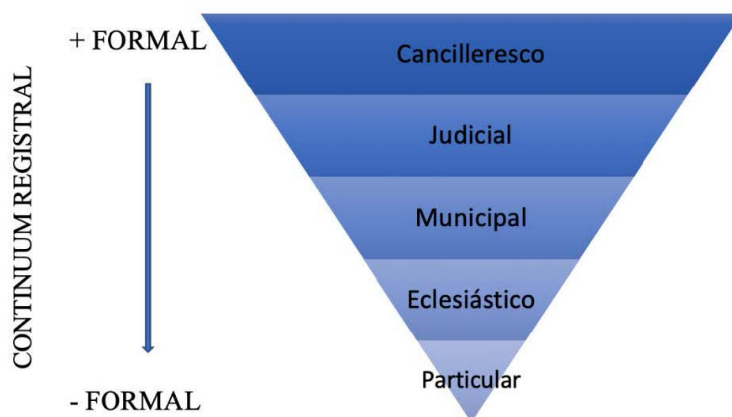 CONTINUUM REGISTRAL
+ FORMAL
- FORMAL
Cancilleresco
Judicial
Municipal
Eclesiástico
Particular